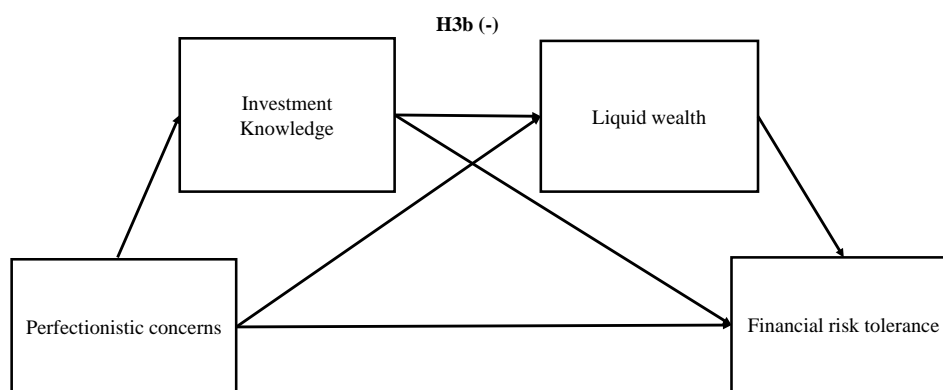 H3b (-)
Investment
Knowledge
Liquid wealth
Perfectionistic concerns
Financial risk tolerance